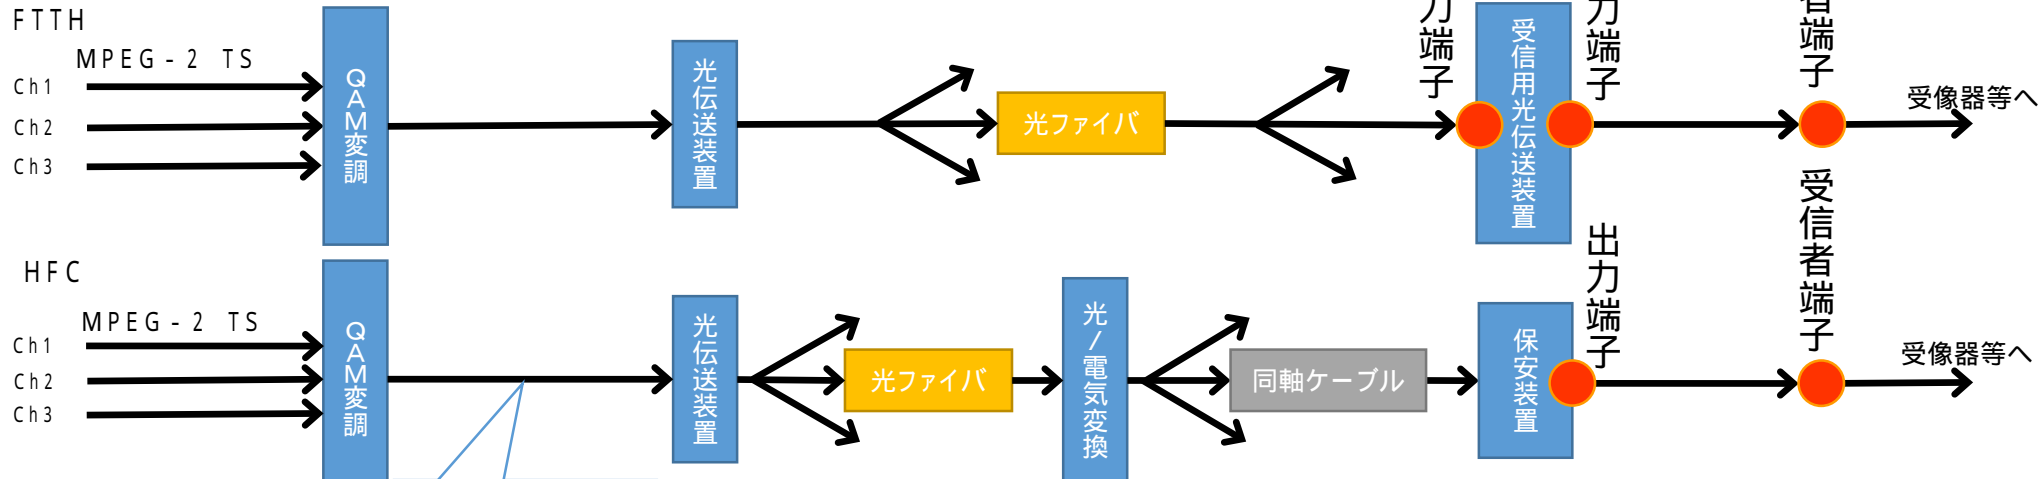 FTTH
MPEG-2 TS
Ch1
Ch2
Ch3
QAM変調
光伝送装置
光ファイバ
力端子
受信用光伝送装置
力端子
者端子
受像器等へ
HFC
MPEG-2 TS
Ch1
Ch2
Ch3
QAM変調
光伝送装置
光ファイバ
光/電気変換
同軸ケーブル
保安装置
出力端子
受信者端子
受像器等へ